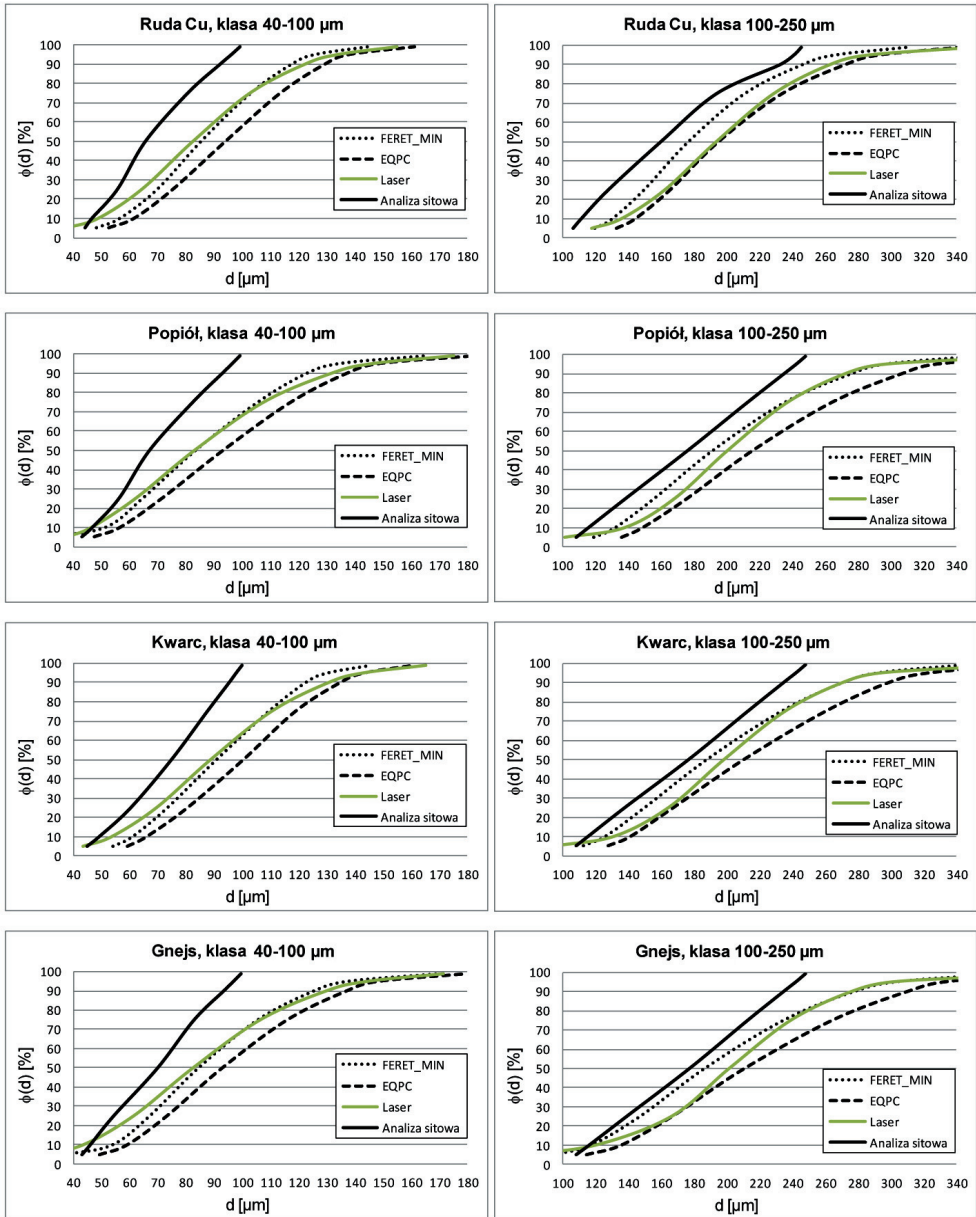 Ruda Cu, klasa 40-100 µm
ϕ(d) [%]
100
90
80
70
60
50
40
30
20
10
0
FERET_MIN
EQPC
Laser
Analiza sitowa
40 50 60 70 80 90 100 110 120 130 140 150 160 170 180
d [µm]
Ruda Cu, klasa 100-250 µm
ϕ(d) [%]
100
90
80
70
60
50
40
30
20
10
0
FERET_MIN
EQPC
Laser
Analiza sitowa
100 120 140 160 180 200 220 240 260 280 300 320 340
d [µm]
Popiół, klasa 40-100 µm
ϕ(d) [%]
100
90
80
70
60
50
40
30
20
10
0
FERET_MIN
EQPC
Laser
Analiza sitowa
40 50 60 70 80 90 100 110 120 130 140 150 160 170 180
d [µm]
Popiół, klasa 100-250 µm
ϕ(d) [%]
100
90
80
70
60
50
40
30
20
10
0
FERET_MIN
EQPC
Laser
Analiza sitowa
100 120 140 160 180 200 220 240 260 280 300 320 340
d [µm]
Kwarc, klasa 40-100 µm
ϕ(d) [%]
100
90
80
70
60
50
40
30
20
10
0
FERET_MIN
EQPC
Laser
Analiza sitowa
40 50 60 70 80 90 100 110 120 130 140 150 160 170 180
d [µm]
Kwarc, klasa 100-250 µm
ϕ(d) [%]
100
90
80
70
60
50
40
30
20
10
0
FERET_MIN
EQPC
Laser
Analiza sitowa
100 120 140 160 180 200 220 240 260 280 300 320 340
d [µm]
Gnejs, klasa 40-100 µm
ϕ(d) [%]
100
90
80
70
60
50
40
30
20
10
0
FERET_MIN
EQPC
Laser
Analiza sitowa
40 50 60 70 80 90 100 110 120 130 140 150 160 170 180
d [µm]
Gnejs, klasa 100-250 µm
ϕ(d) [%]
100
90
80
70
60
50
40
30
20
10
0
FERET_MIN
EQPC
Laser
Analiza sitowa
100 120 140 160 180 200 220 240 260 280 300 320 340
d [µm]